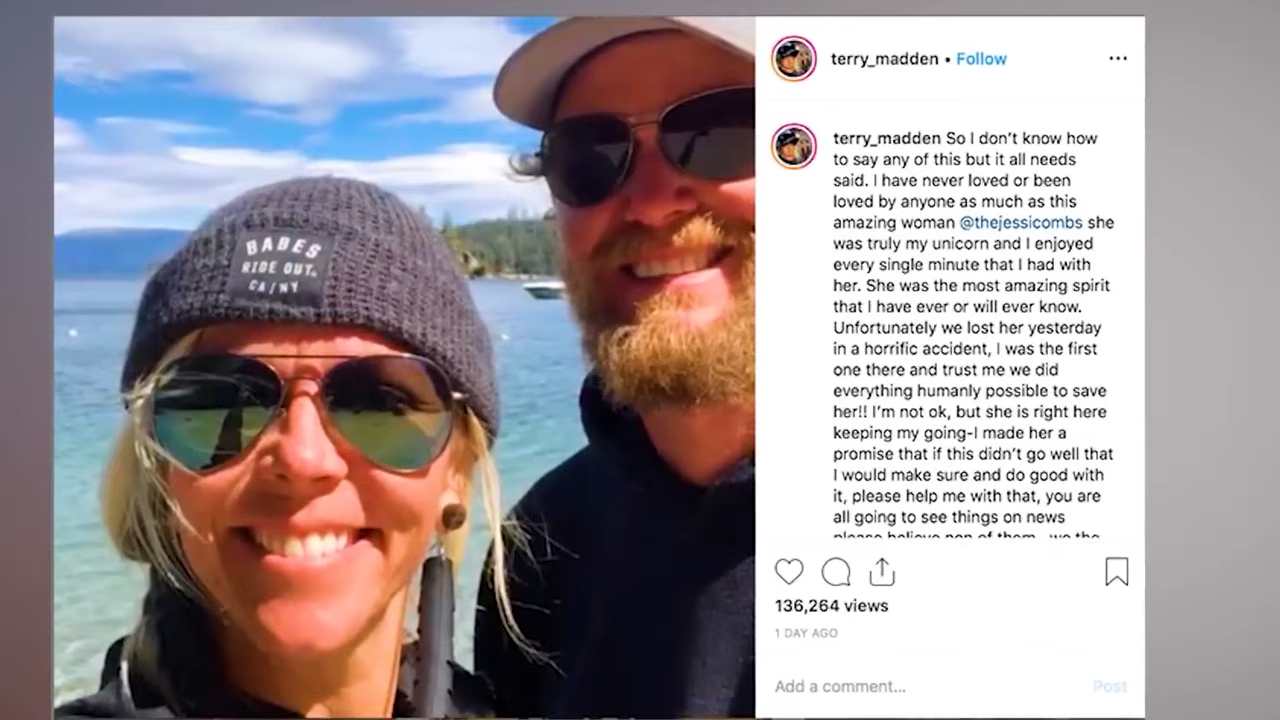 BABES
RIDE OUT.
CA/NY
terry_madden • Follow
terry_madden So I don't know how
to say any of this but it all needs
said. I have never loved or been
loved by anyone as much as this
amazing woman @thejessicombs she
was truly my unicorn and I enjoyed
every single minute that I had with
her. She was the most amazing spirit
that I have ever or will ever know.
Unfortunately we lost her yesterday
in a horrific accident, I was the first
one there and trust me we did
everything humanly possible to save
her!! I'm not ok, but she is right here
keeping my going-I made her a
promise that if this didn't go well that
I would make sure and do good with
it, please help me with that, you are
all going to see things on news
please believe non of them.. we the
136,264 views
1 DAY AGO
Add a comment...
Post